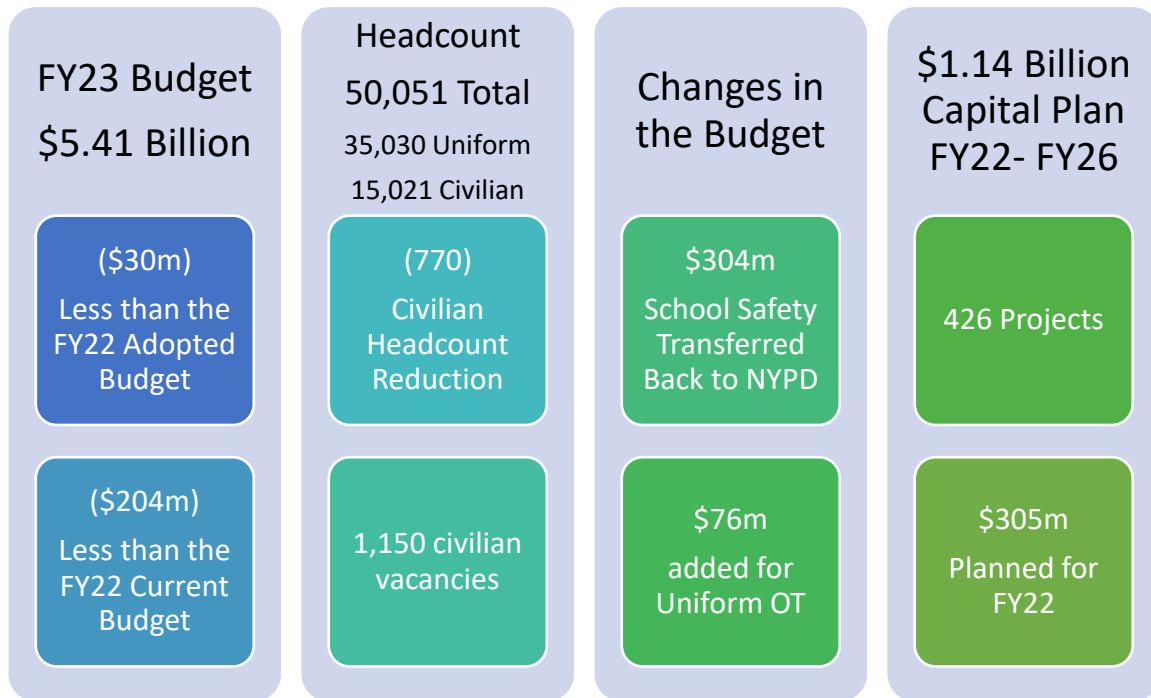 FY23 Budget
$5.41 Billion
($30m)
Less than the
FY22 Adopted
Budget
($204m)
Less than the
FY22 Current
Budget
Headcount
50,051 Total
35,030 Uniform
15,021 Civilian
(770)
Civilian
Headcount
Reduction
1,150 civilian
vacancies
Changes in
the Budget
$304m
School Safety
Transferred
Back to NYPD
$76m
added for
Uniform OT
$1.14 Billion
Capital Plan
FY22- FY26
426 Projects
$305m
Planned for
FY22